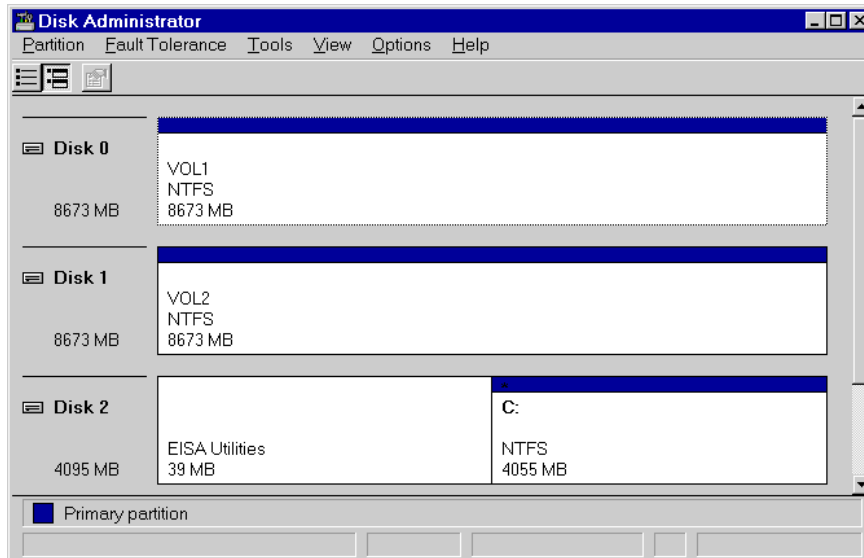 Disk Administrator
Partition Fault Tolerance Tools View Options Help
Disk 0
8673 MB
VOL1
NTFS
8673 MB
Disk 1
8673 MB
VOL2
NTFS
8673 MB
Disk 2
4095 MB
EISA Utilities
39 MB
C:
NTFS
4055 MB
Primary partition